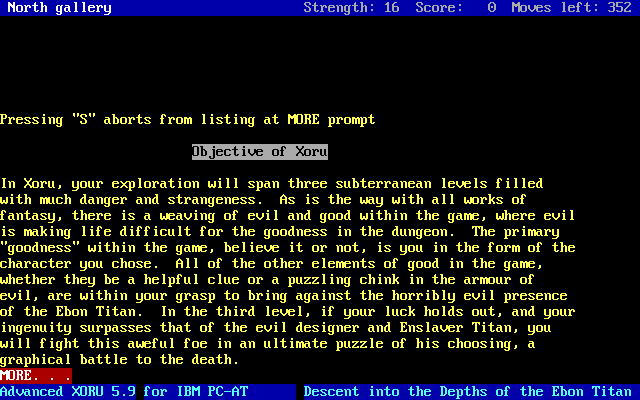 North gallery Strength: 16 Score: 0 Moves left: 352
Pressing "S" aborts from listing at MORE prompt
Objective of Xoru
In Xoru, your exploration will span three subterranean levels filled
with much danger and strangeness. As is the way with all works of
fantasy, there is a weaving of evil and good within the game, where evil
is making life difficult for the goodness in the dungeon. The primary
"goodness" within the game, believe it or not, is you in the form of the
character you chose. All of the other elements of good in the game,
whether they be a helpful clue or a puzzling chink in the armour of
evil, are within your grasp to bring against the horribly evil presence
of the Ebon Titan. In the third level, if your luck holds out, and your
ingenuity surpasses that of the evil designer and Enslaver Titan, you
will fight this aweful foe in an ultimate puzzle of his choosing, a
graphical battle to the death.
MORE. . .
Advanced XORU 5.9 for IBM PC-AT Descent into the Depths of the Ebon Titan